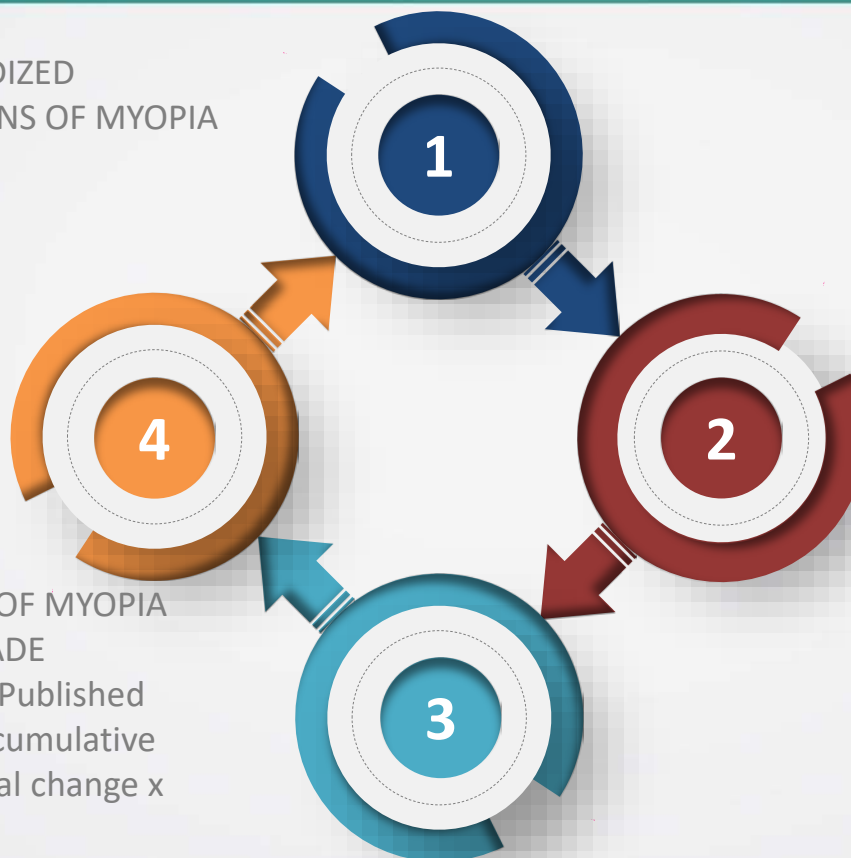 DIZED
NS OF MYOPIA
1
2
3
4
OF MYOPIA
ADE
Published
cumulative
al change x